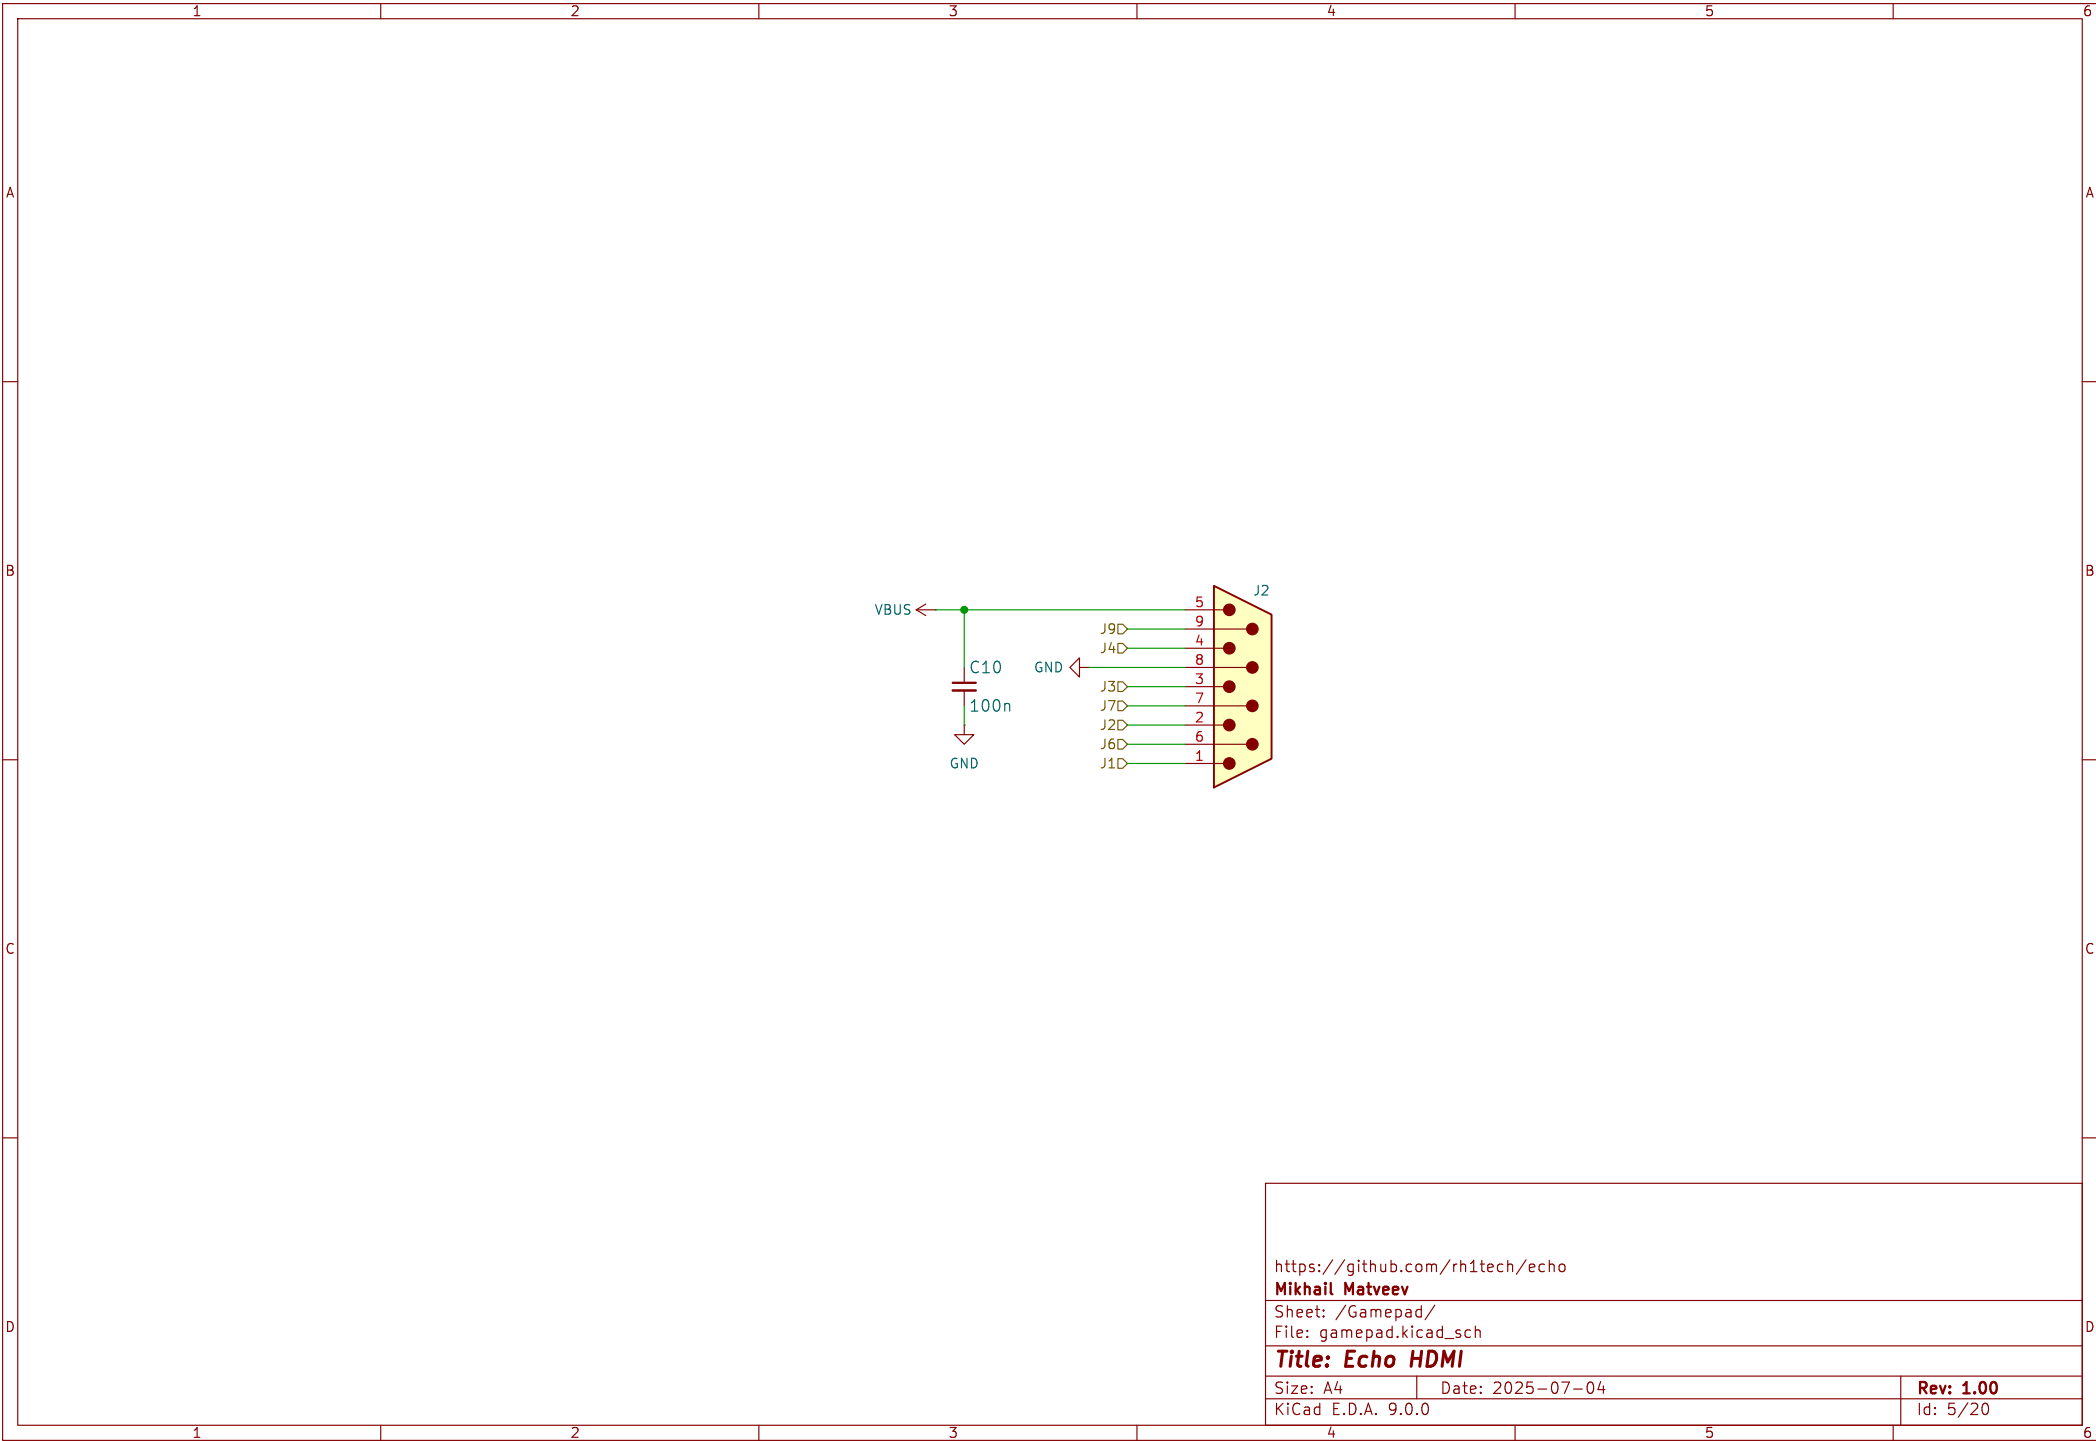 1 2 3 4 5 6
A A
B B
J2
VBUS 5
J9 9
J4 4
C10 GND 8
J3 3
100n J7 7
J2 2
J6 6
GND J1 1
C C
https://github.com/rh1tech/echo
Mikhail Matveev
Sheet: /Gamepad/
D D
File: gamepad.kicad_sch
Title: Echo HDMI
Size: A4 Date: 2025-07-04 Rev: 1.00
KiCad E.D.A. 9.0.0 Id: 5/20
1 2 3 4 5 6